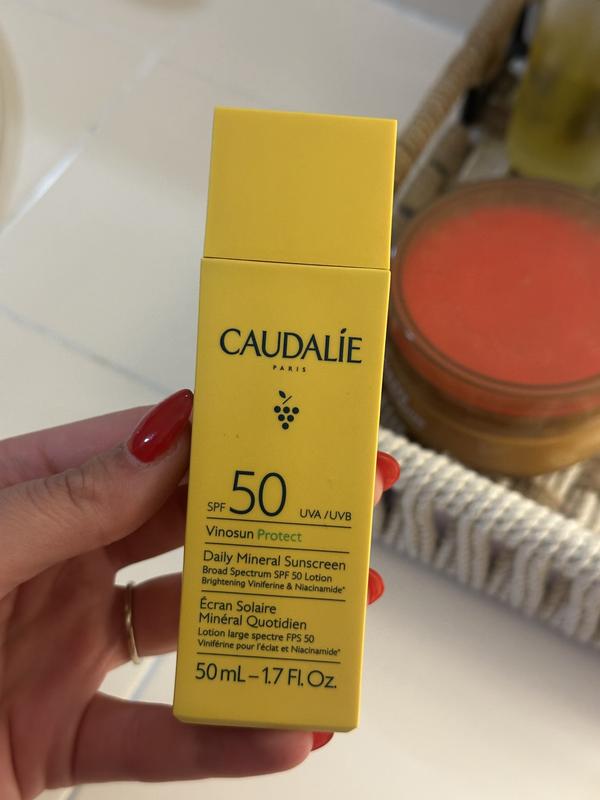 CAUDALÍE
PARIS
SPF 50 UVA/UVB
Vinosun Protect
Daily Mineral Sunscreen
Broad Spectrum SPF 50 Lotion
Brightening Viniferine & Niacinamide*
Écran Solaire
Minéral Quotidien
Lotion large spectre FPS 50
Viniférine pour l'éclat et Niacinamide*
50 mL – 1.7 Fl. Oz.